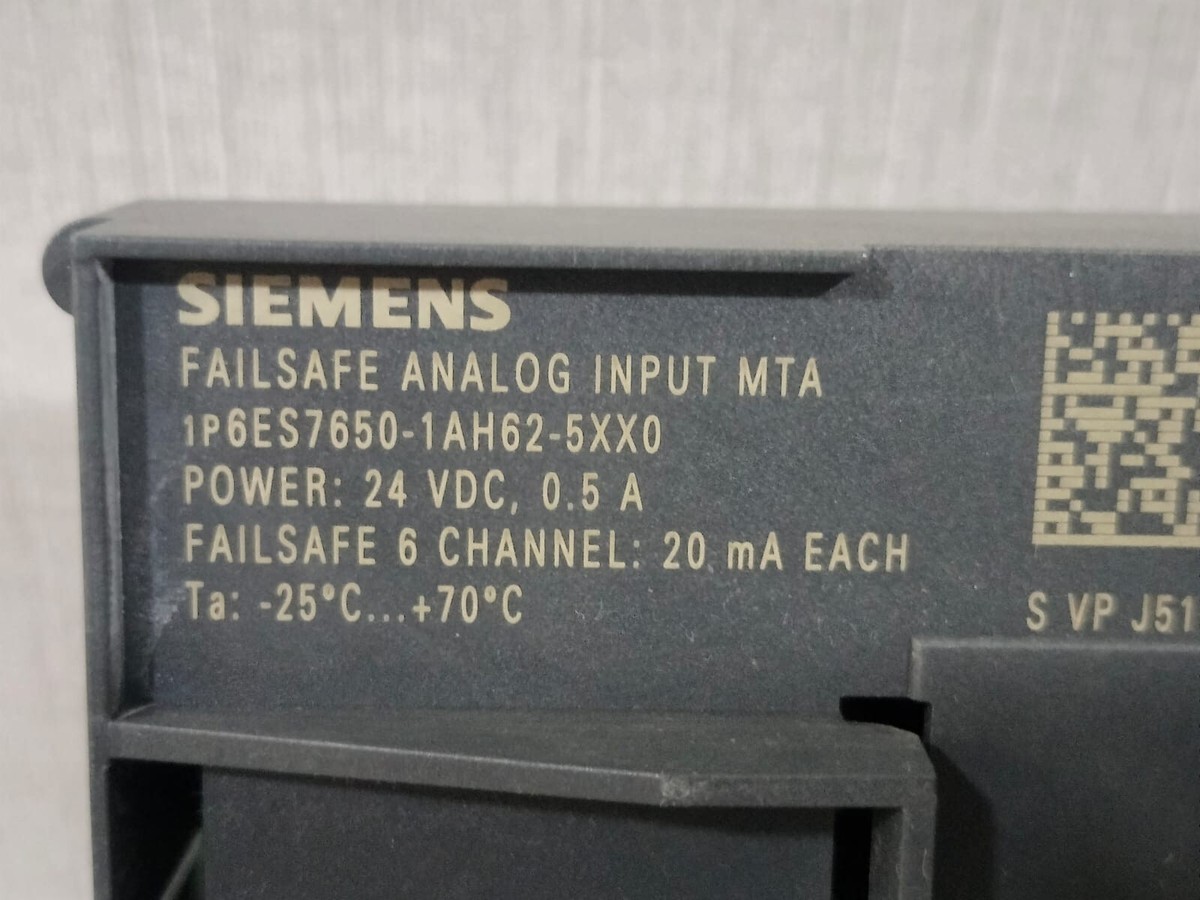 SIEMENS
FAILSAFE ANALOG INPUT MTA
1P6ES7650-1AH62-5XX0
POWER: 24 VDC, 0.5 A
FAILSAFE 6 CHANNEL: 20 mA EACH
Ta: -25°C...+70°C
S VP J51